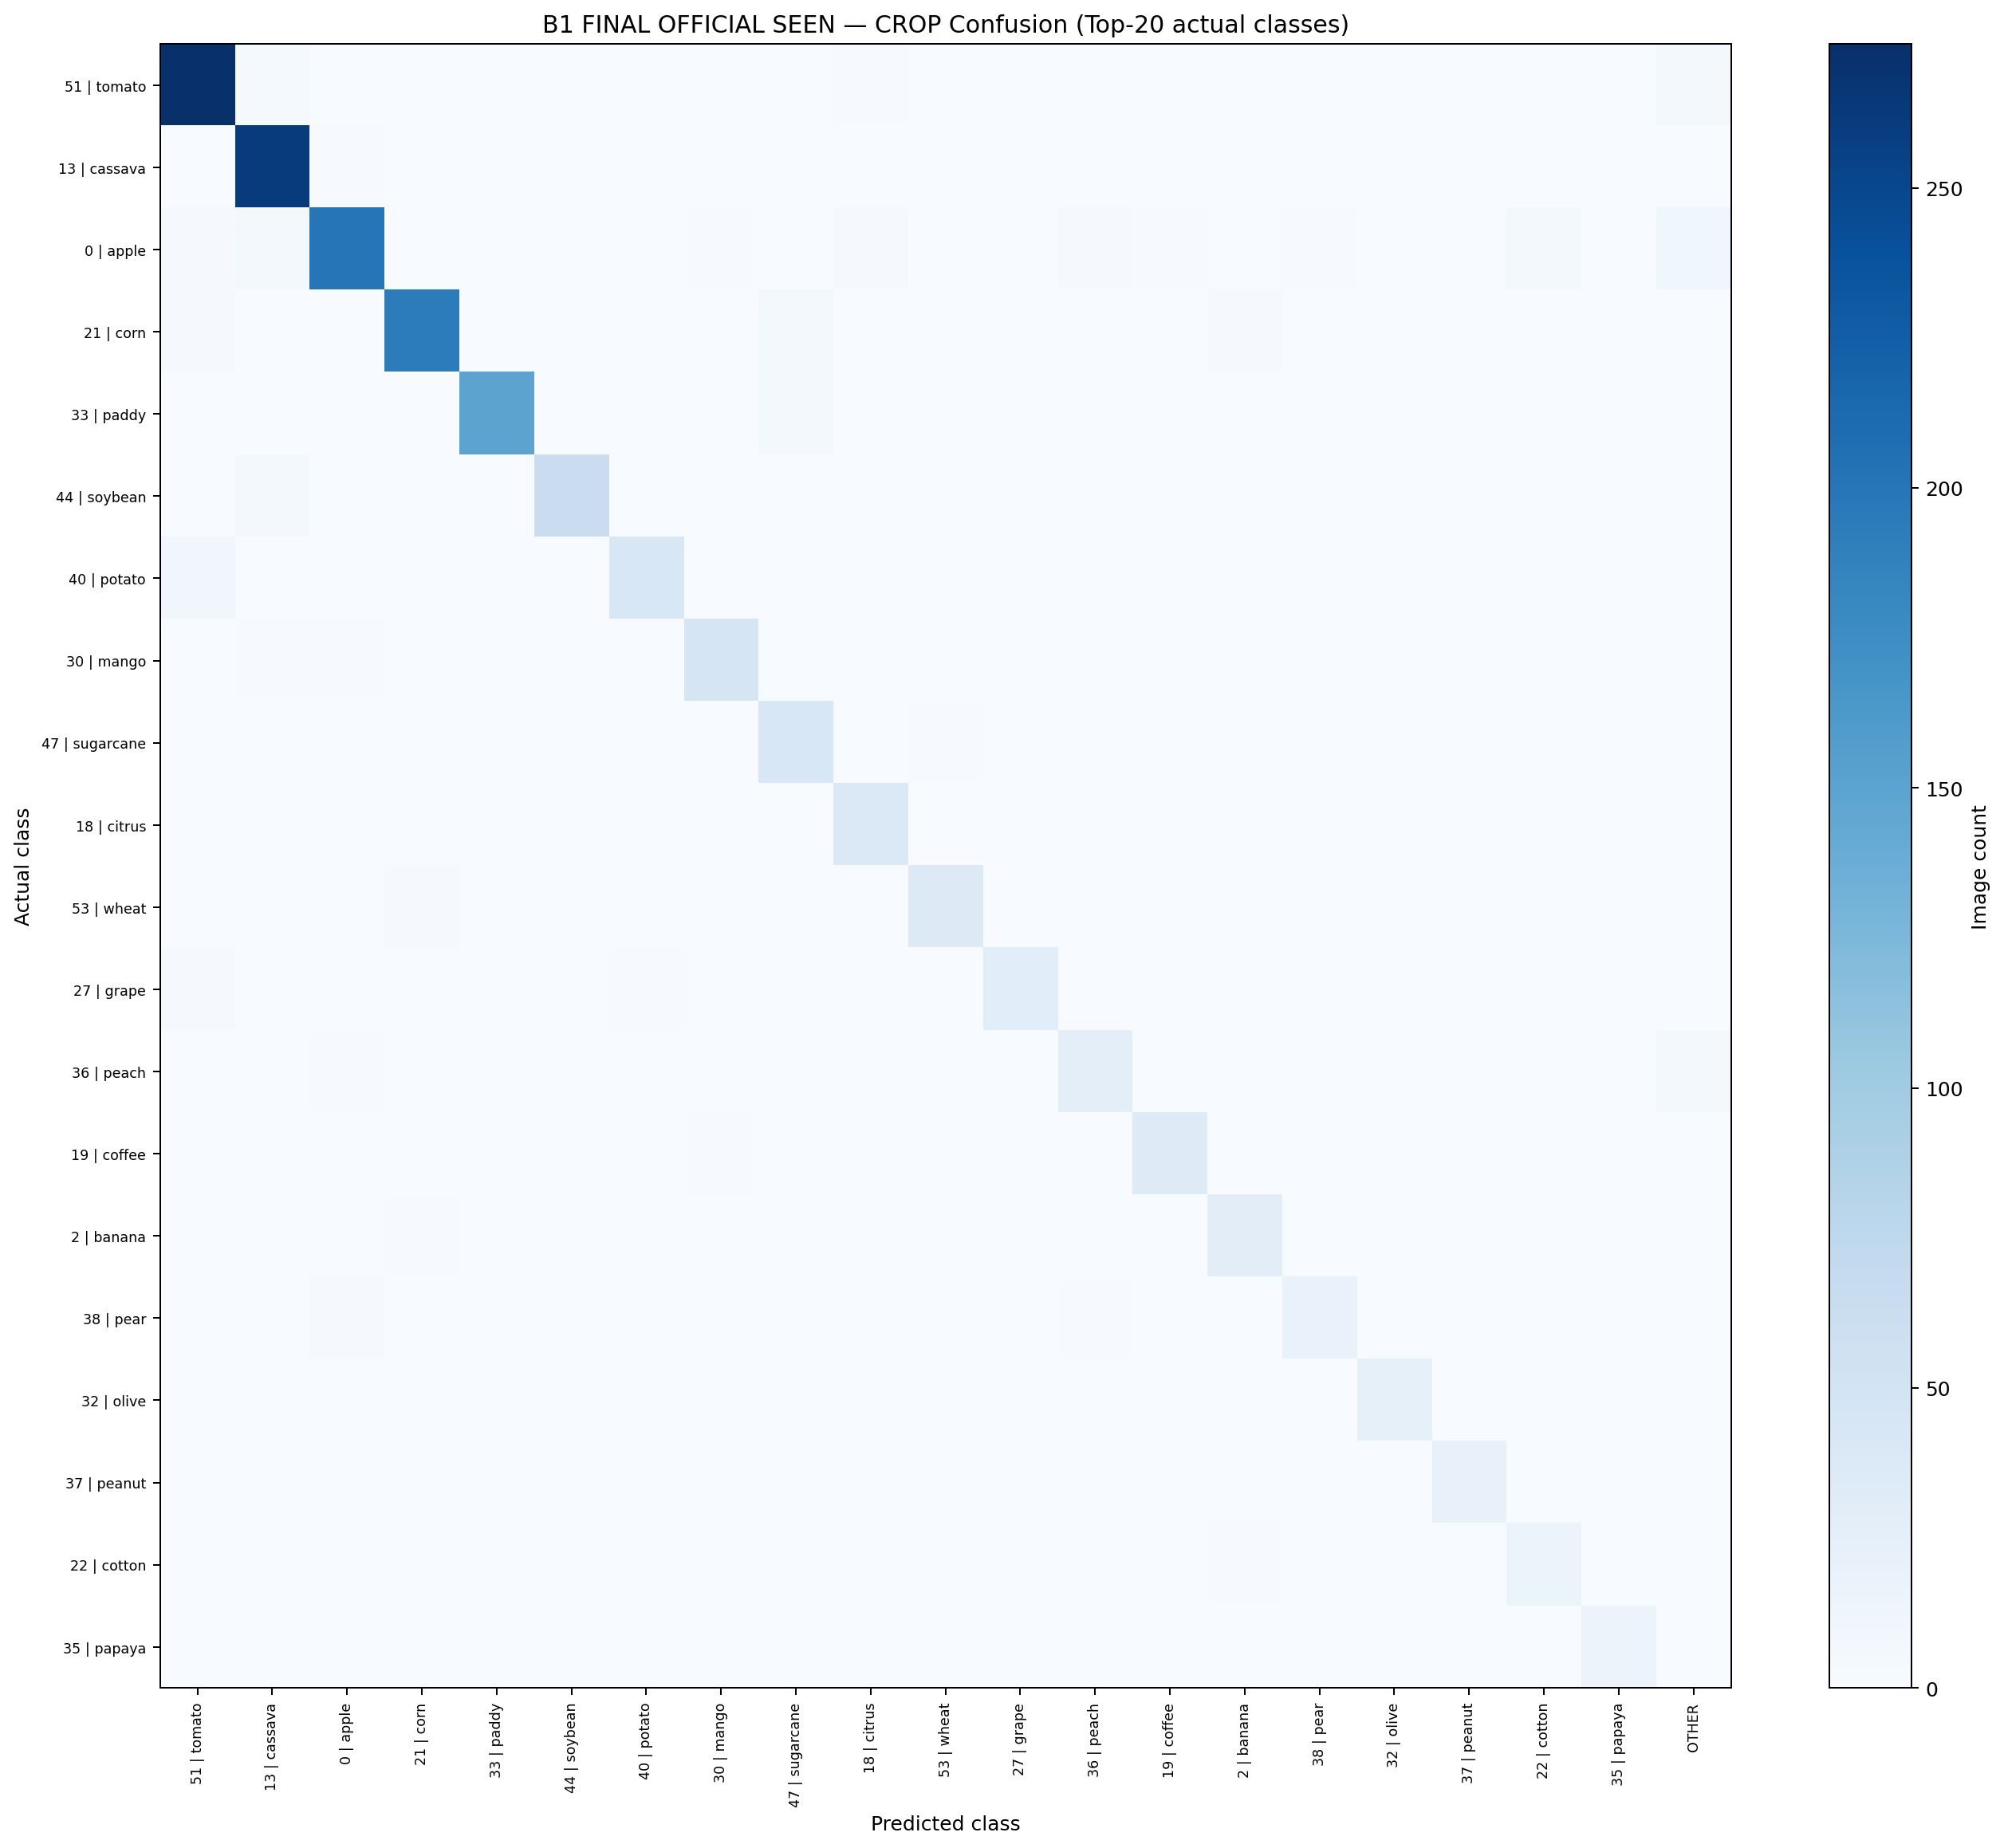 B1 FINAL OFFICIAL SEEN — CROP Confusion (Top-20 actual classes)
Actual class
51 | tomato
13 | cassava
0 | apple
21 | corn
33 | paddy
44 | soybean
40 | potato
30 | mango
47 | sugarcane
18 | citrus
53 | wheat
27 | grape
36 | peach
19 | coffee
2 | banana
38 | pear
32 | olive
37 | peanut
22 | cotton
35 | papaya
51 | tomato
13 | cassava
0 | apple
21 | corn
33 | paddy
44 | soybean
40 | potato
30 | mango
47 | sugarcane
18 | citrus
53 | wheat
27 | grape
36 | peach
19 | coffee
2 | banana
38 | pear
32 | olive
37 | peanut
22 | cotton
35 | papaya
OTHER
Predicted class
250
200
150
100
50
0
Image count